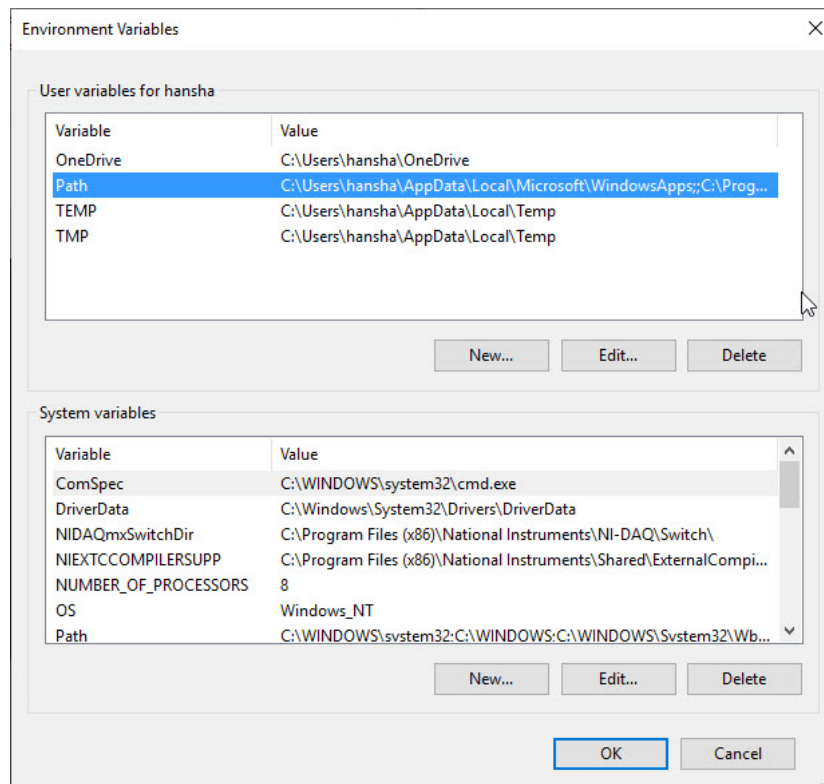 Environment Variables
User variables for hansha
Variable Value
OneDrive C:\Users\hansha\OneDrive
Path C:\Users\hansha\AppData\Local\Microsoft\WindowsApps;;C:\Prog...
TEMP C:\Users\hansha\AppData\Local\Temp
TMP C:\Users\hansha\AppData\Local\Temp
New... Edit... Delete
System variables
Variable Value
ComSpec C:\WINDOWS\system32\cmd.exe
DriverData C:\Windows\System32\Drivers\DriverData
NIDAQmxSwitchDir C:\Program Files (x86)\National Instruments\NI-DAQ\Switch\
NIEXTCCOMPILERSUPP C:\Program Files (x86)\National Instruments\Shared\ExternalCompi...
NUMBER_OF_PROCESSORS 8
OS Windows_NT
Path C:\WINDOWS\system32;C:\WINDOWS;C:\WINDOWS\System32\Wb...
New... Edit... Delete
OK Cancel